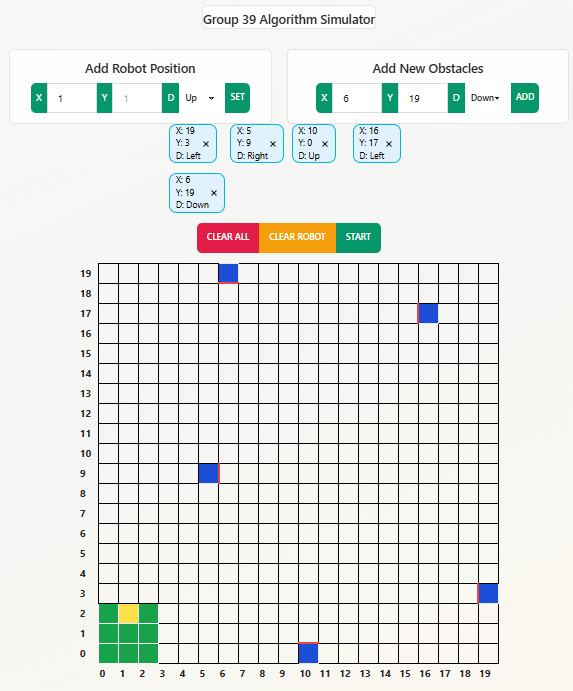 Group 39 Algorithm Simulator
Add Robot Position
X 1 Y 1 D Up SET
Add New Obstacles
X 6 Y 19 D Down ADD
X: 19
Y: 3 ×
D: Left
X: 5
Y: 9 ×
D: Right
X: 10
Y: 0 ×
D: Up
X: 16
Y: 17 ×
D: Left
X: 6
Y: 19 ×
D: Down
CLEAR ALL CLEAR ROBOT START
19
18
17
16
15
14
13
12
11
10
9
8
7
6
5
4
3
2
1
0
0 1 2 3 4 5 6 7 8 9 10 11 12 13 14 15 16 17 18 19